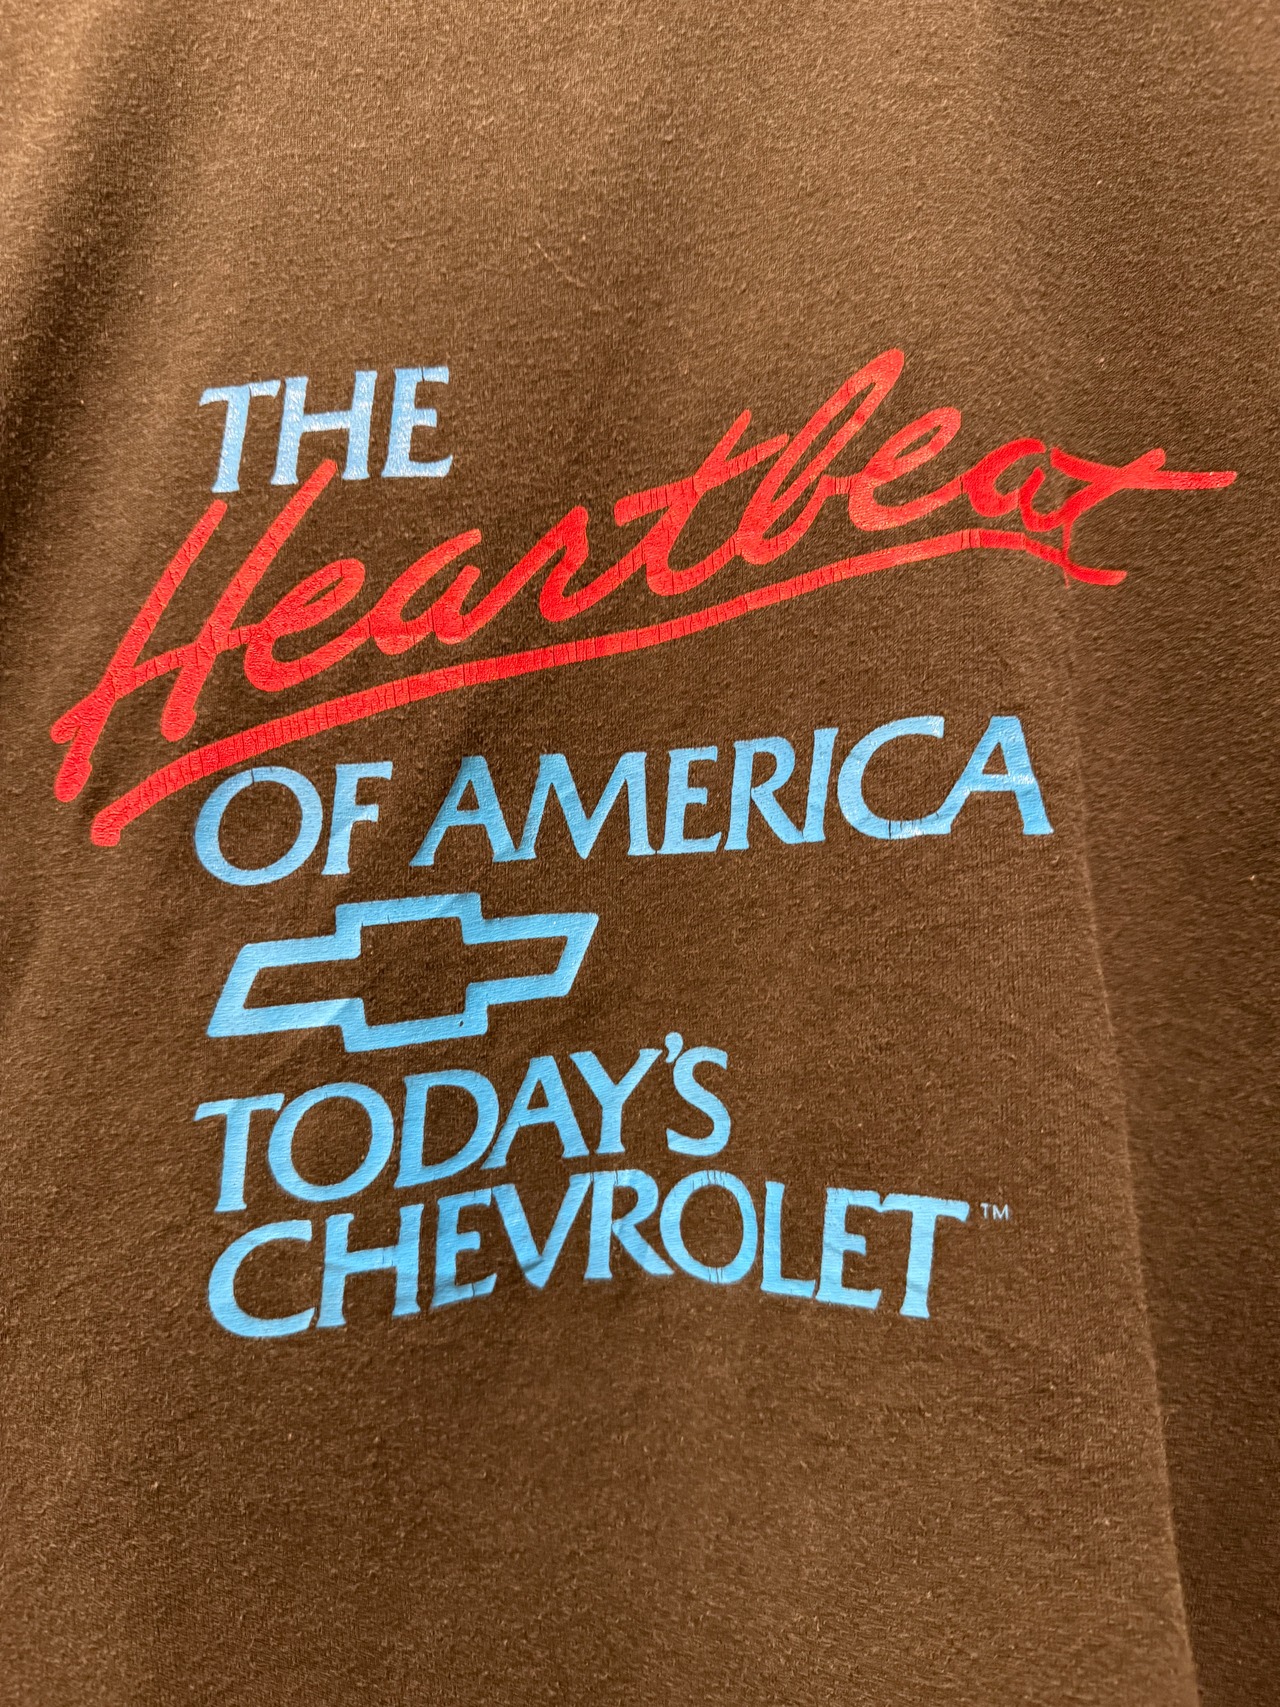 THE
Heartbeat
OF AMERICA
TODAY'S
CHEVROLET™